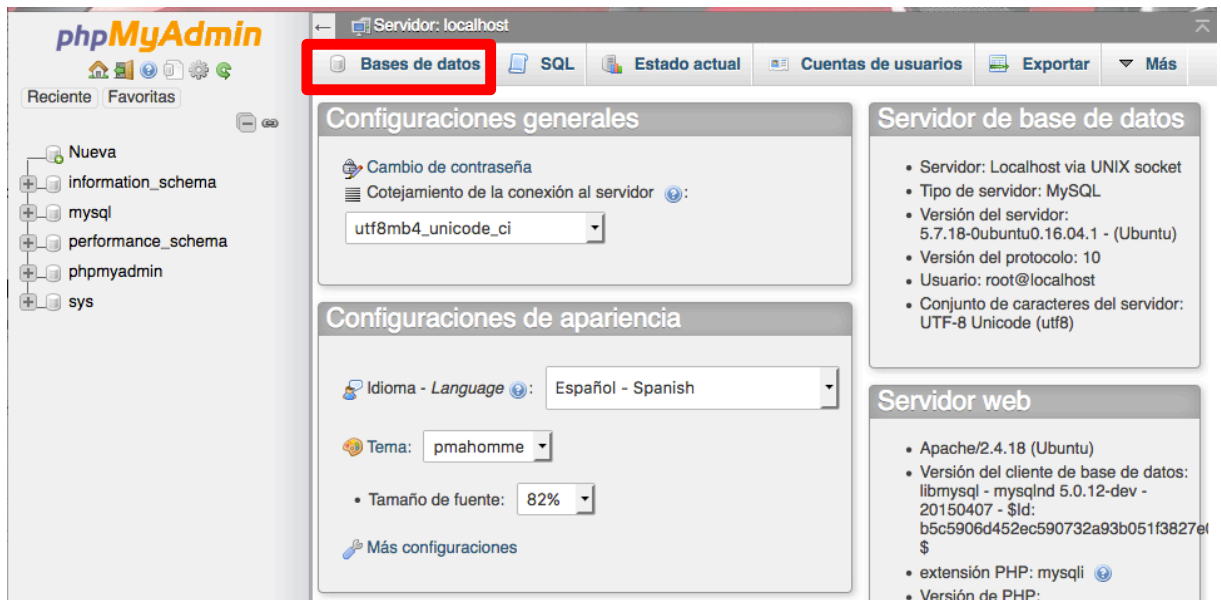 phpMyAdmin
Reciente Favoritas
Nueva
information_schema
mysql
performance_schema
phpmyadmin
sys
Servidor: localhost
Bases de datos SQL Estado actual Cuentas de usuarios Exportar Más
Configuraciones generales
Cambio de contraseña
Cotejamiento de la conexión al servidor :
utf8mb4_unicode_ci
Configuraciones de apariencia
Idioma - Language : Español - Spanish
Tema: pmahomme
• Tamaño de fuente: 82%
Más configuraciones
Servidor de base de datos
• Servidor: Localhost via UNIX socket
• Tipo de servidor: MySQL
• Versión del servidor:
5.7.18-0ubuntu0.16.04.1 - (Ubuntu)
• Versión del protocolo: 10
• Usuario: root@localhost
• Conjunto de caracteres del servidor:
UTF-8 Unicode (utf8)
Servidor web
• Apache/2.4.18 (Ubuntu)
• Versión del cliente de base de datos:
libmysql - mysqlnd 5.0.12-dev -
20150407 - $Id:
b5c5906d452ec590732a93b051f3827e
$
• extensión PHP: mysqli
• Versión de PHP: